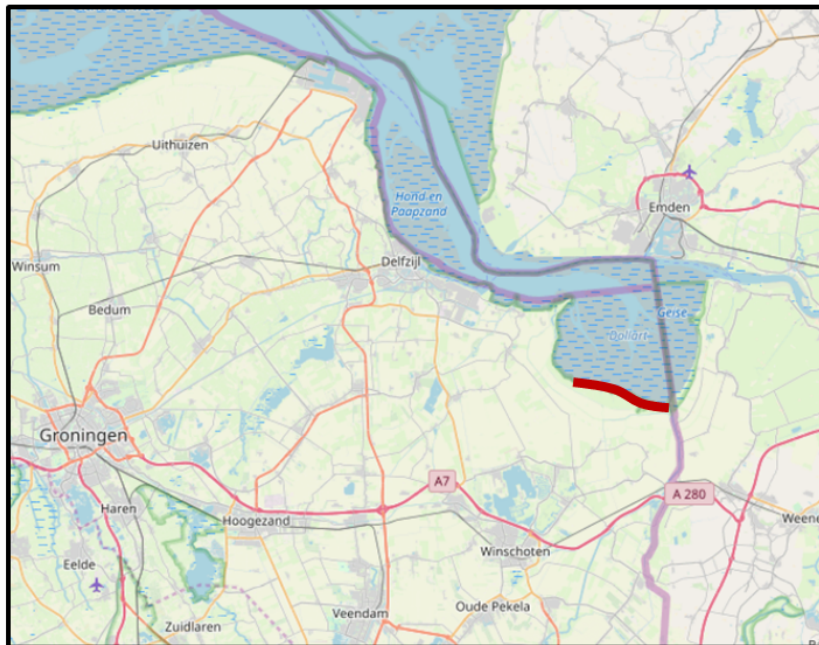 Uithuizen
Hond en
Paapzand
Emden
Winsum
Delfzijl
Bedum
Geise
Dollart
Groningen
A7
A 280
Haren
Hoogezand
Weene
Winschoten
Eelde
Oude Pekela
Veendam
Zuidlaren